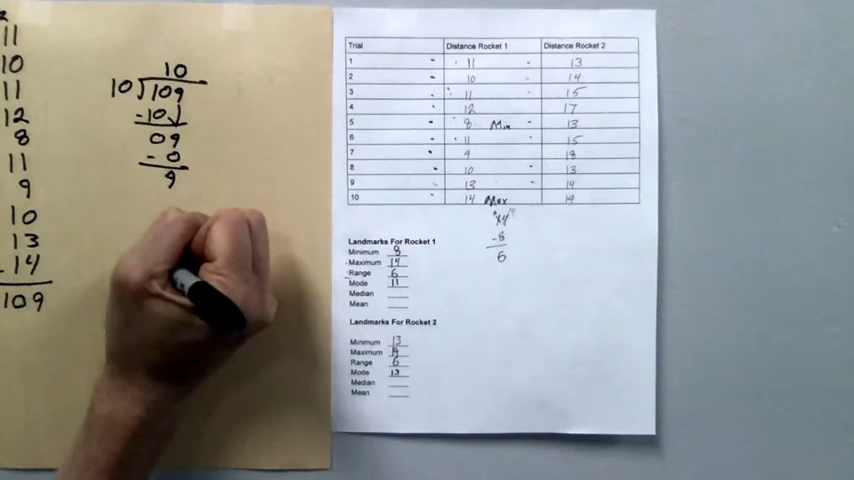 2
11
10
11
12
8
11
9
10
13
14
109
10
10 109
-10
09
-0
9
Trial Distance Rocket 1 Distance Rocket 2
1 11 13
2 10 14
3 11 15
4 12 17
5 8 Min 13
6 11 15
7 9 18
8 10 13
9 13 14
10 14 Max 19
14
-8
6
Landmarks For Rocket 1
Minimum 8
Maximum 14
Range 6
Mode 11
Median
Mean
Landmarks For Rocket 2
Minimum 13
Maximum 19
Range 6
Mode 13
Median
Mean